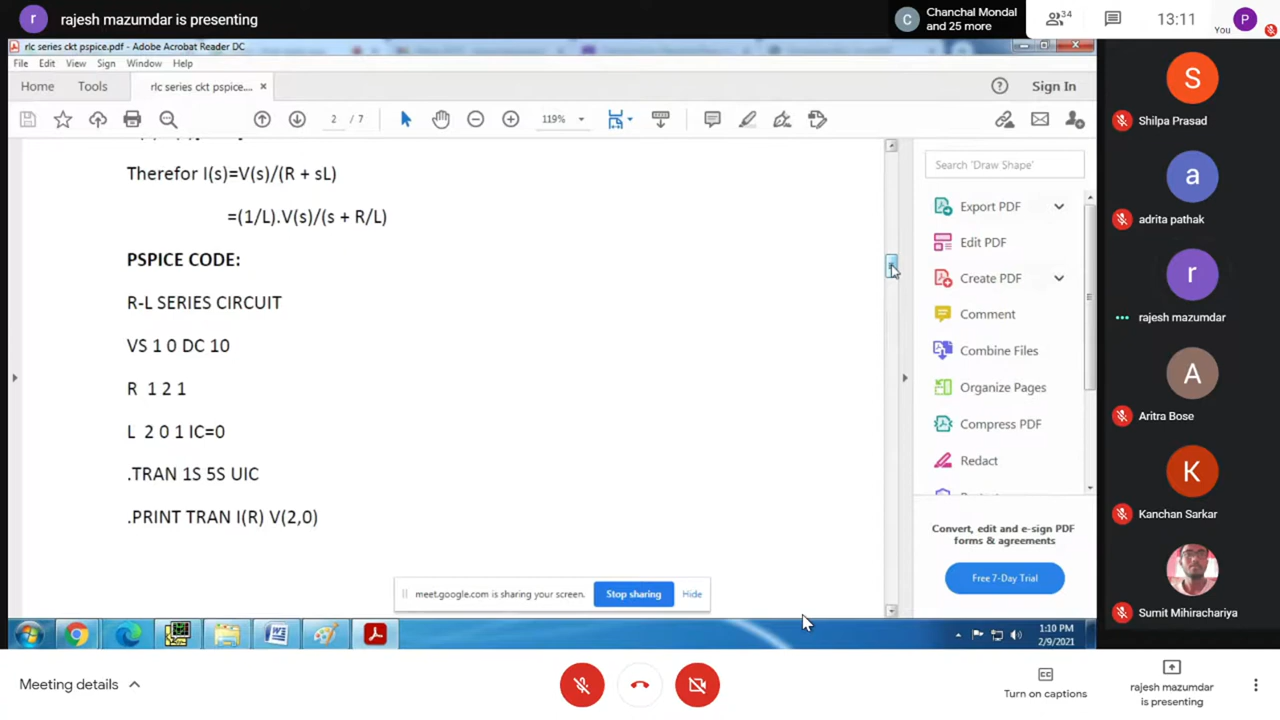 r rajesh mazumdar is presenting
C Chanchal Mondal
and 25 more
34
13:11
You P
rlc series ckt pspice.pdf - Adobe Acrobat Reader DC
File Edit View Sign Window Help
Home Tools rlc series ckt pspice.... × Sign In
2 / 7 119%
Therefor I(s)=V(s)/(R + sL)
=(1/L).V(s)/(s + R/L)
PSPICE CODE:
R-L SERIES CIRCUIT
VS 1 0 DC 10
R 1 2 1
L 2 0 1 IC=0
.TRAN 1S 5S UIC
.PRINT TRAN I(R) V(2,0)
Search 'Draw Shape'
Export PDF
Edit PDF
Create PDF
Comment
Combine Files
Organize Pages
Compress PDF
Redact
Convert, edit and e-sign PDF
forms & agreements
Free 7-Day Trial
meet.google.com is sharing your screen. Stop sharing Hide
1:10 PM
2/9/2021
S
Shilpa Prasad
a
adrita pathak
r
rajesh mazumdar
A
Aritra Bose
K
Kanchan Sarkar
Sumit Mihirachariya
Meeting details
Turn on captions
rajesh mazumdar
is presenting